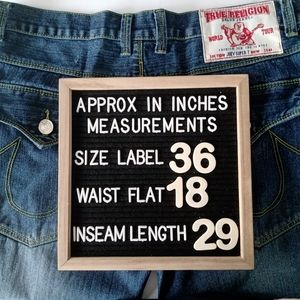 TRUE RELIGION
WORLD TOUR
APPROX IN INCHES
MEASUREMENTS
SIZE LABEL 36
WAIST FLAT 18
INSEAM LENGTH 29